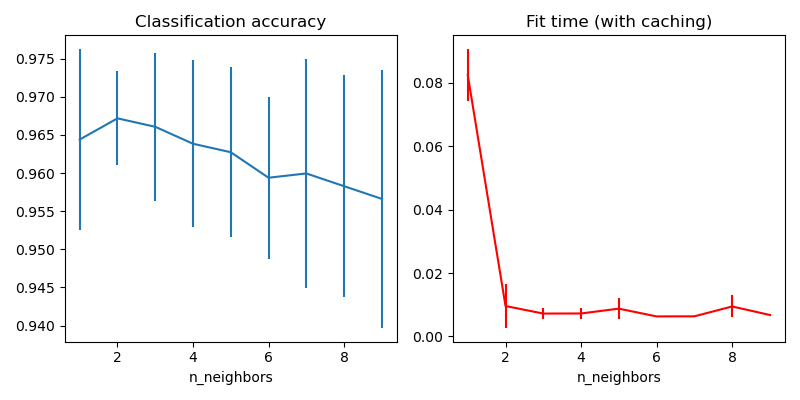 Classification accuracy
0.975
0.970
0.965
0.960
0.955
0.950
0.945
0.940
2 4 6 8
n_neighbors
Fit time (with caching)
0.08
0.06
0.04
0.02
0.00
2 4 6 8
n_neighbors